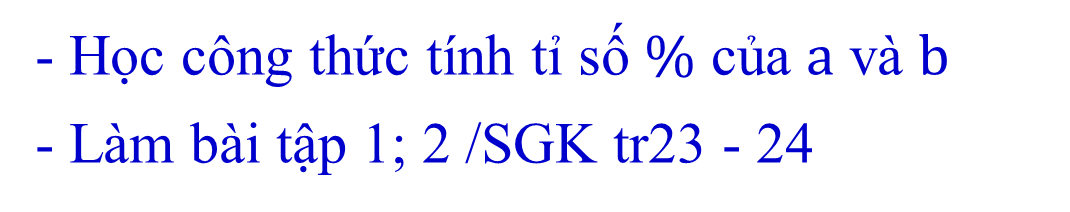 - Học công thức tính tỉ số % của a và b
- Làm bài tập 1; 2 /SGK tr23 - 24